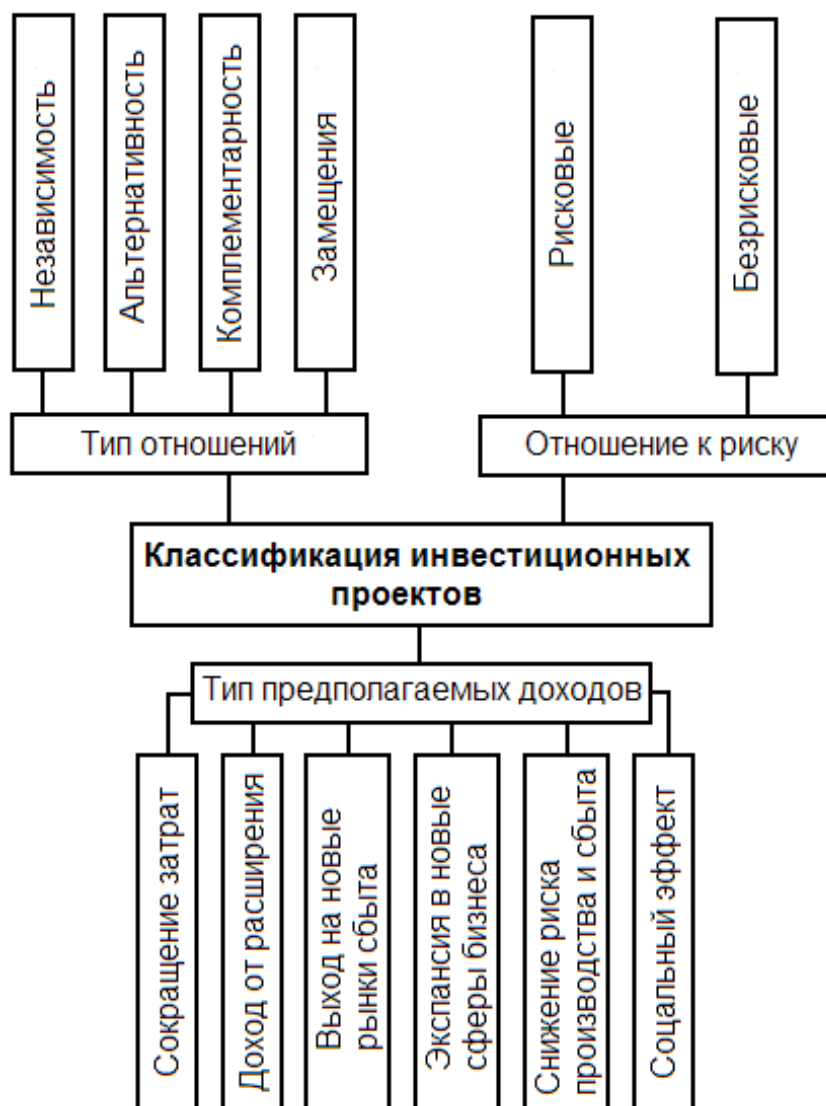 Независимость
Альтернативность
Комплементарность
Замещения
Рисковые
Безрисковые
Тип отношений
Отношение к риску
Классификация инвестиционных
проектов
Тип предполагаемых доходов
Сокращение затрат
Доход от расширения
Выход на новые
рынки сбыта
Экспансия в новые
сферы бизнеса
Снижение риска
производства и сбыта
Соцальный эффект